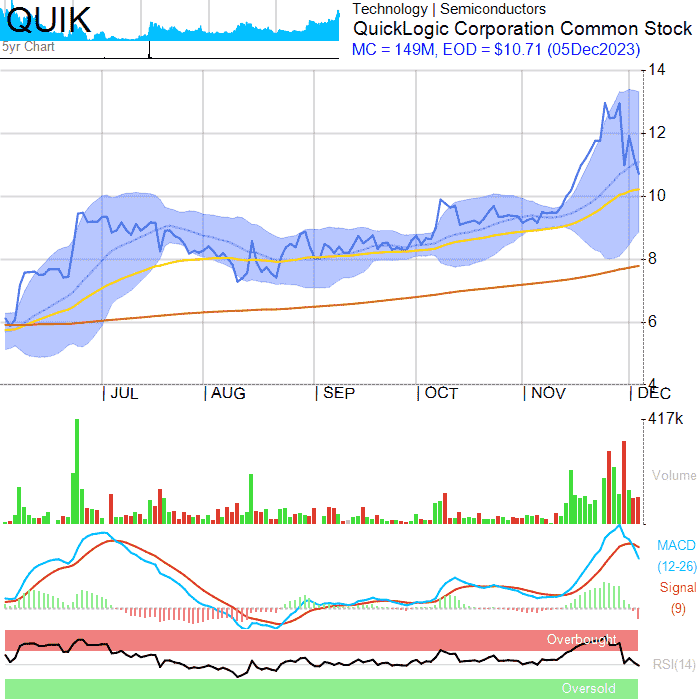 QUIK
5yr Chart
Technology | Semiconductors
QuickLogic Corporation Common Stock
MC = 149M, EOD = $10.71 (05Dec2023)
14
12
10
8
6
4
| JUL | AUG | SEP | OCT | NOV | DEC
417k
Volume
MACD
(12-26)
Signal
(9)
Overbought
RSI(14)
Oversold